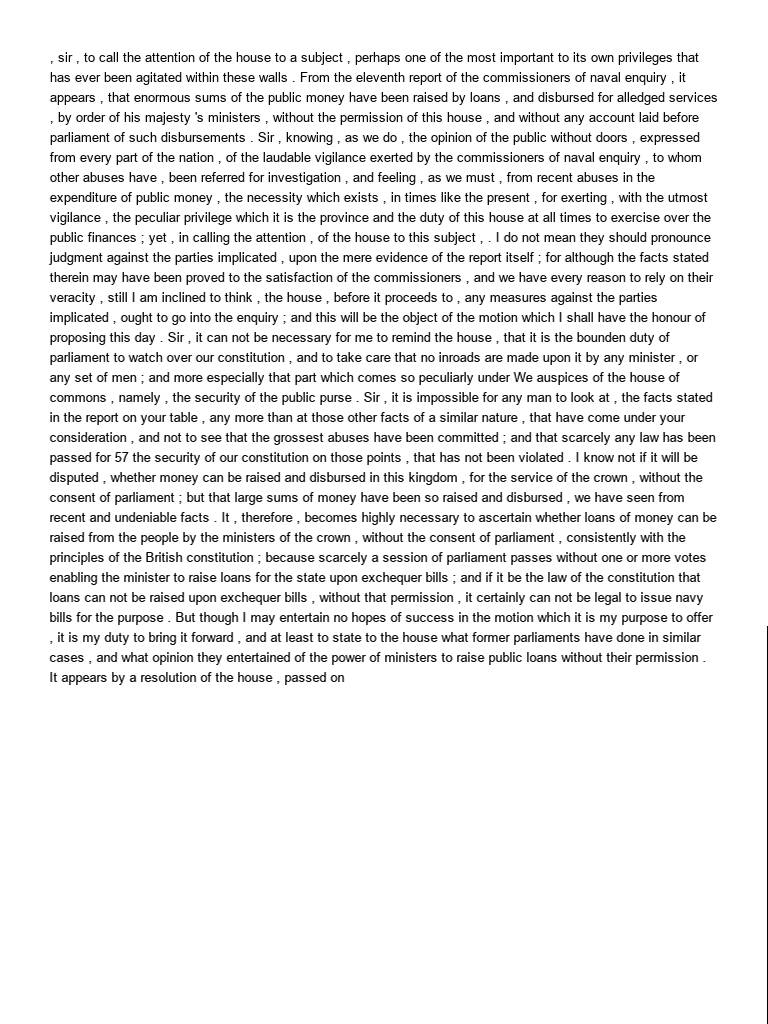 , sir , to call the attention of the house to a subject , perhaps one of the most important to its own privileges that
has ever been agitated within these walls . From the eleventh report of the commissioners of naval enquiry , it
appears , that enormous sums of the public money have been raised by loans , and disbursed for alledged services
, by order of his majesty 's ministers , without the permission of this house , and without any account laid before
parliament of such disbursements . Sir , knowing , as we do , the opinion of the public without doors , expressed
from every part of the nation , of the laudable vigilance exerted by the commissioners of naval enquiry , to whom
other abuses have , been referred for investigation , and feeling , as we must , from recent abuses in the
expenditure of public money , the necessity which exists , in times like the present , for exerting , with the utmost
vigilance , the peculiar privilege which it is the province and the duty of this house at all times to exercise over the
public finances ; yet , in calling the attention , of the house to this subject , . I do not mean they should pronounce
judgment against the parties implicated , upon the mere evidence of the report itself ; for although the facts stated
therein may have been proved to the satisfaction of the commissioners , and we have every reason to rely on their
veracity , still I am inclined to think , the house , before it proceeds to , any measures against the parties
implicated , ought to go into the enquiry ; and this will be the object of the motion which I shall have the honour of
proposing this day . Sir , it can not be necessary for me to remind the house , that it is the bounden duty of
parliament to watch over our constitution , and to take care that no inroads are made upon it by any minister , or
any set of men ; and more especially that part which comes so peculiarly under We auspices of the house of
commons , namely , the security of the public purse . Sir , it is impossible for any man to look at , the facts stated
in the report on your table , any more than at those other facts of a similar nature , that have come under your
consideration , and not to see that the grossest abuses have been committed ; and that scarcely any law has been
passed for 57 the security of our constitution on those points , that has not been violated . I know not if it will be
disputed , whether money can be raised and disbursed in this kingdom , for the service of the crown , without the
consent of parliament ; but that large sums of money have been so raised and disbursed , we have seen from
recent and undeniable facts . It , therefore , becomes highly necessary to ascertain whether loans of money can be
raised from the people by the ministers of the crown , without the consent of parliament , consistently with the
principles of the British constitution ; because scarcely a session of parliament passes without one or more votes
enabling the minister to raise loans for the state upon exchequer bills ; and if it be the law of the constitution that
loans can not be raised upon exchequer bills , without that permission , it certainly can not be legal to issue navy
bills for the purpose . But though I may entertain no hopes of success in the motion which it is my purpose to offer
, it is my duty to bring it forward , and at least to state to the house what former parliaments have done in similar
cases , and what opinion they entertained of the power of ministers to raise public loans without their permission .
It appears by a resolution of the house , passed on